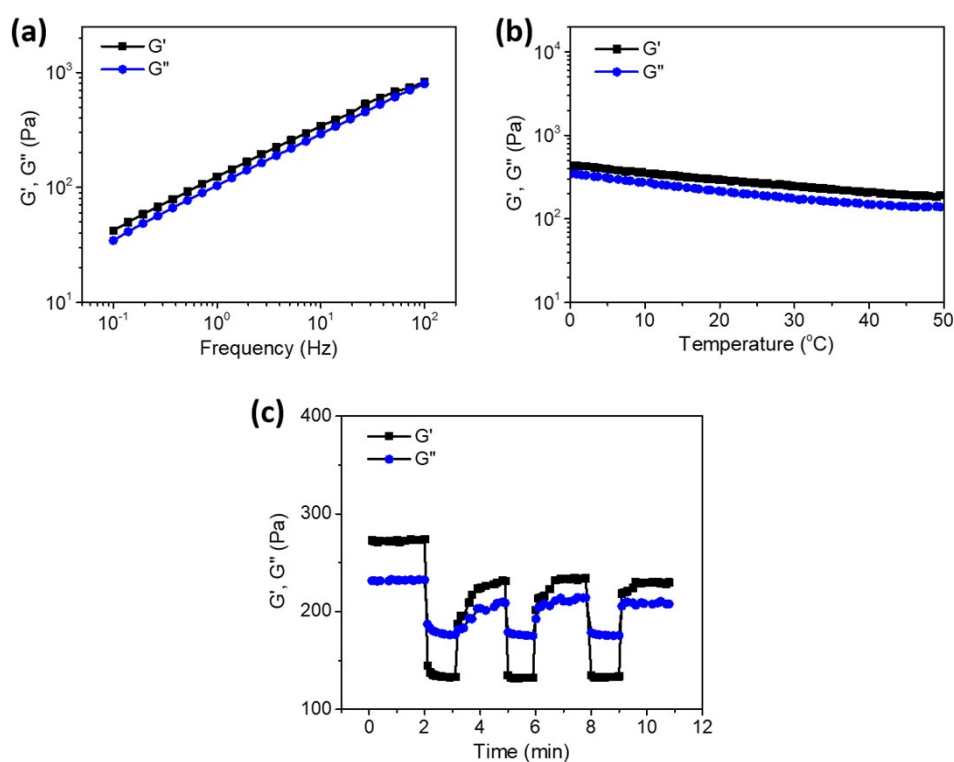 (a)
G'
G"
G', G" (Pa)
10³
10²
10¹
10⁻¹ 10⁰ 10¹ 10²
Frequency (Hz)
(b)
G'
G"
G', G" (Pa)
10⁴
10³
10²
10¹
0 10 20 30 40 50
Temperature (°C)
(c)
G'
G"
G', G" (Pa)
400
300
200
100
0 2 4 6 8 10 12
Time (min)